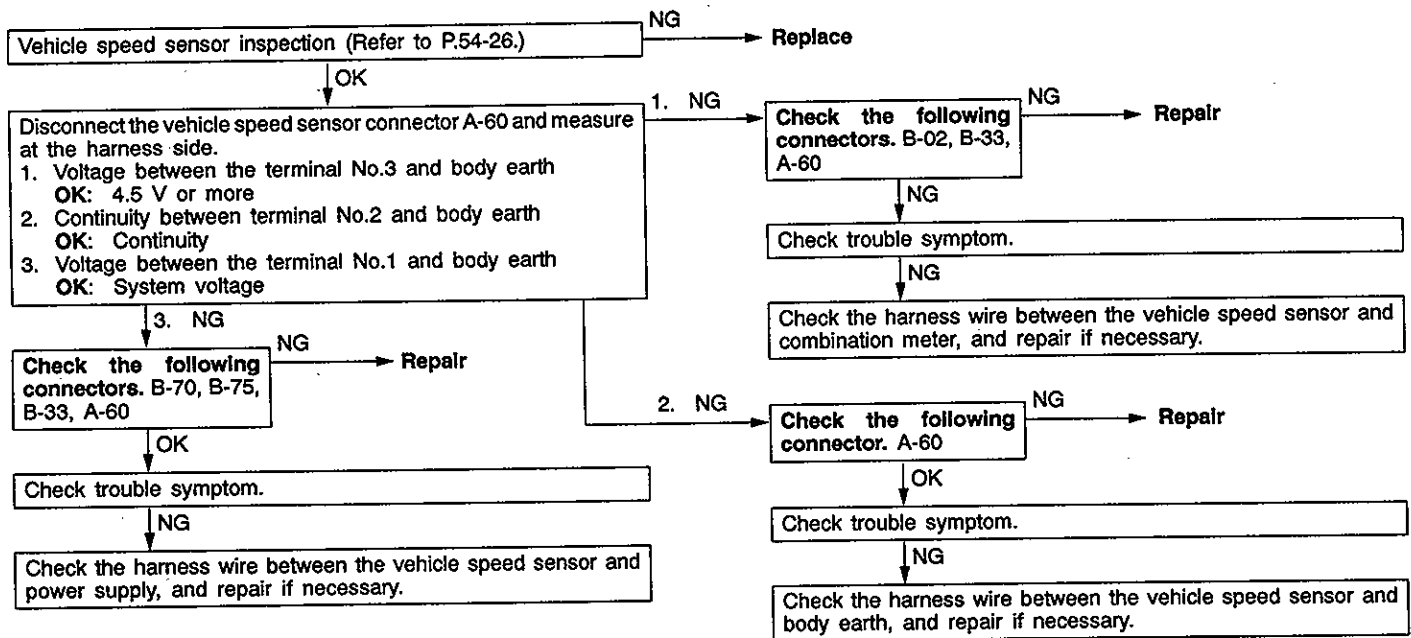 Vehicle speed sensor inspection (Refer to P.54-26.)
NG
Replace
OK
Disconnect the vehicle speed sensor connector A-60 and measure
at the harness side.
1. Voltage between the terminal No.3 and body earth
OK: 4.5 V or more
2. Continuity between terminal No.2 and body earth
OK: Continuity
3. Voltage between the terminal No.1 and body earth
OK: System voltage
1. NG
Check the following
connectors. B-02, B-33,
A-60
NG
Repair
NG
Check trouble symptom.
NG
Check the harness wire between the vehicle speed sensor and
combination meter, and repair if necessary.
3. NG
Check the following
connectors. B-70, B-75,
B-33, A-60
NG
Repair
OK
Check trouble symptom.
NG
Check the harness wire between the vehicle speed sensor and
power supply, and repair if necessary.
2. NG
Check the following
connector. A-60
NG
Repair
OK
Check trouble symptom.
NG
Check the harness wire between the vehicle speed sensor and
body earth, and repair if necessary.